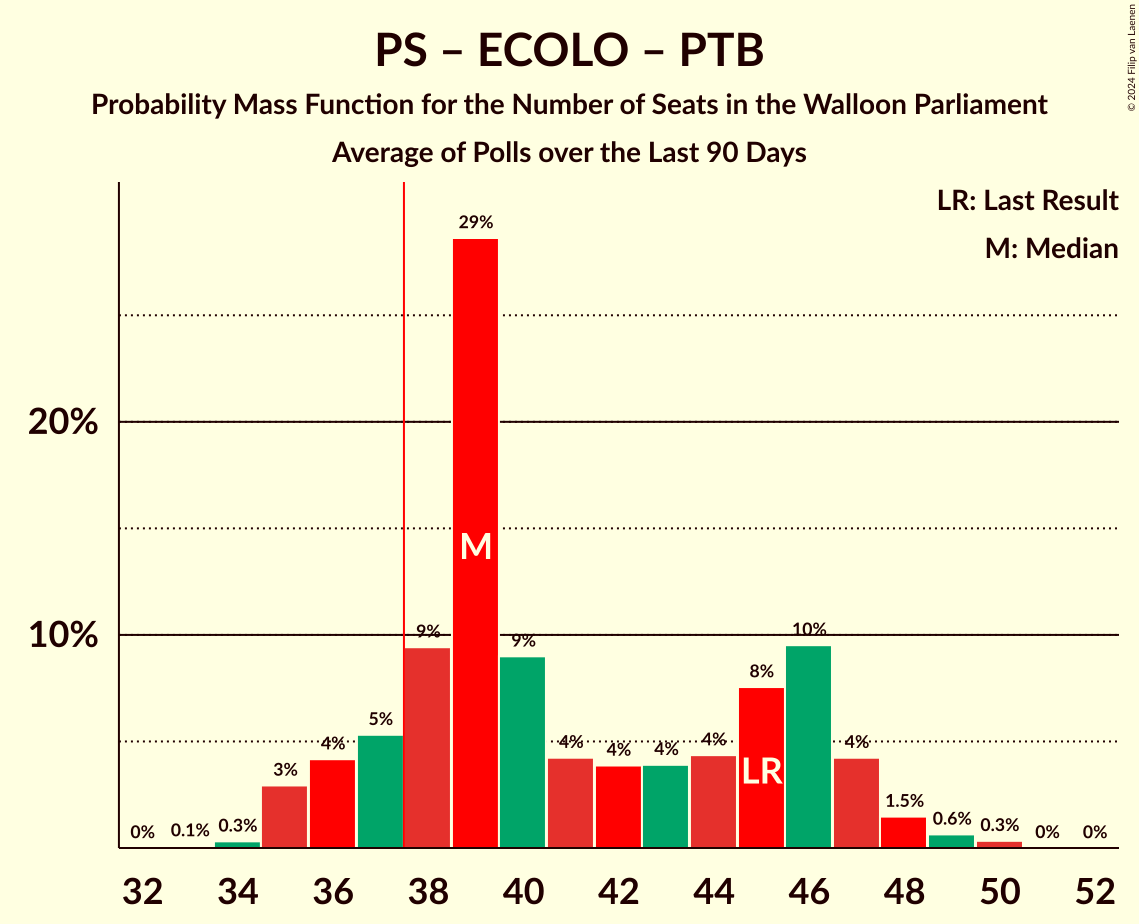 PS – ECOLO – PTB
Probability Mass Function for the Number of Seats in the Walloon Parliament
Average of Polls over the Last 90 Days
© 2024 Filip van Laenen
LR: Last Result
M: Median
20%
10%
0%
0.1%
0.3%
3%
4%
5%
9%
29%
9%
4%
4%
4%
4%
8%
10%
4%
1.5%
0.6%
0.3%
0%
0%
M
LR
32 34 36 38 40 42 44 46 48 50 52